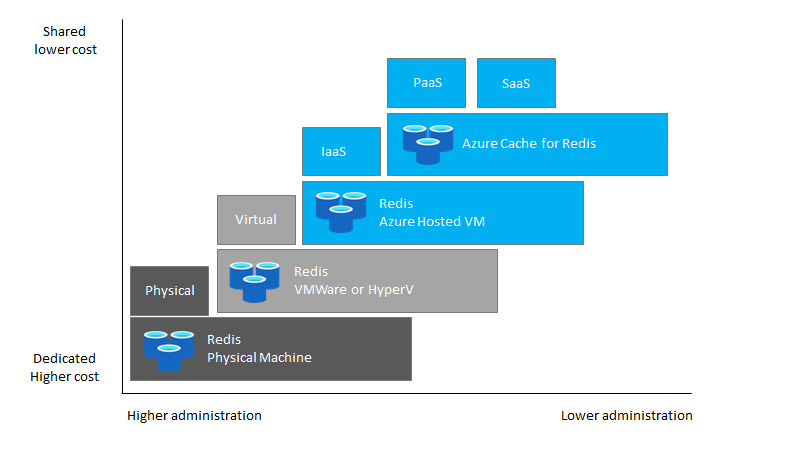 Shared
lower cost
PaaS
SaaS
Azure Cache for Redis
IaaS
Redis
Azure Hosted VM
Virtual
Redis
VMWare or HyperV
Physical
Redis
Physical Machine
Dedicated
Higher cost
Higher administration
Lower administration